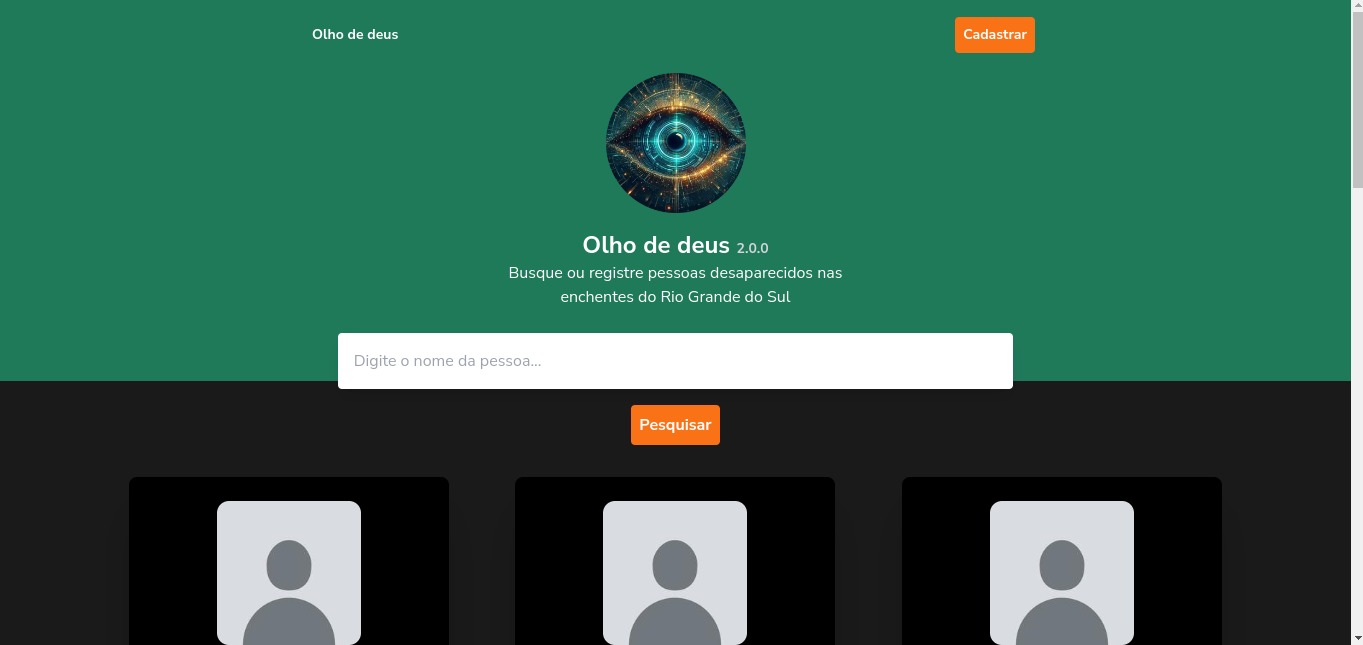 Olho de deus
Cadastrar
Olho de deus 2.0.0
Busque ou registre pessoas desaparecidos nas
enchentes do Rio Grande do Sul
Digite o nome da pessoa...
Pesquisar